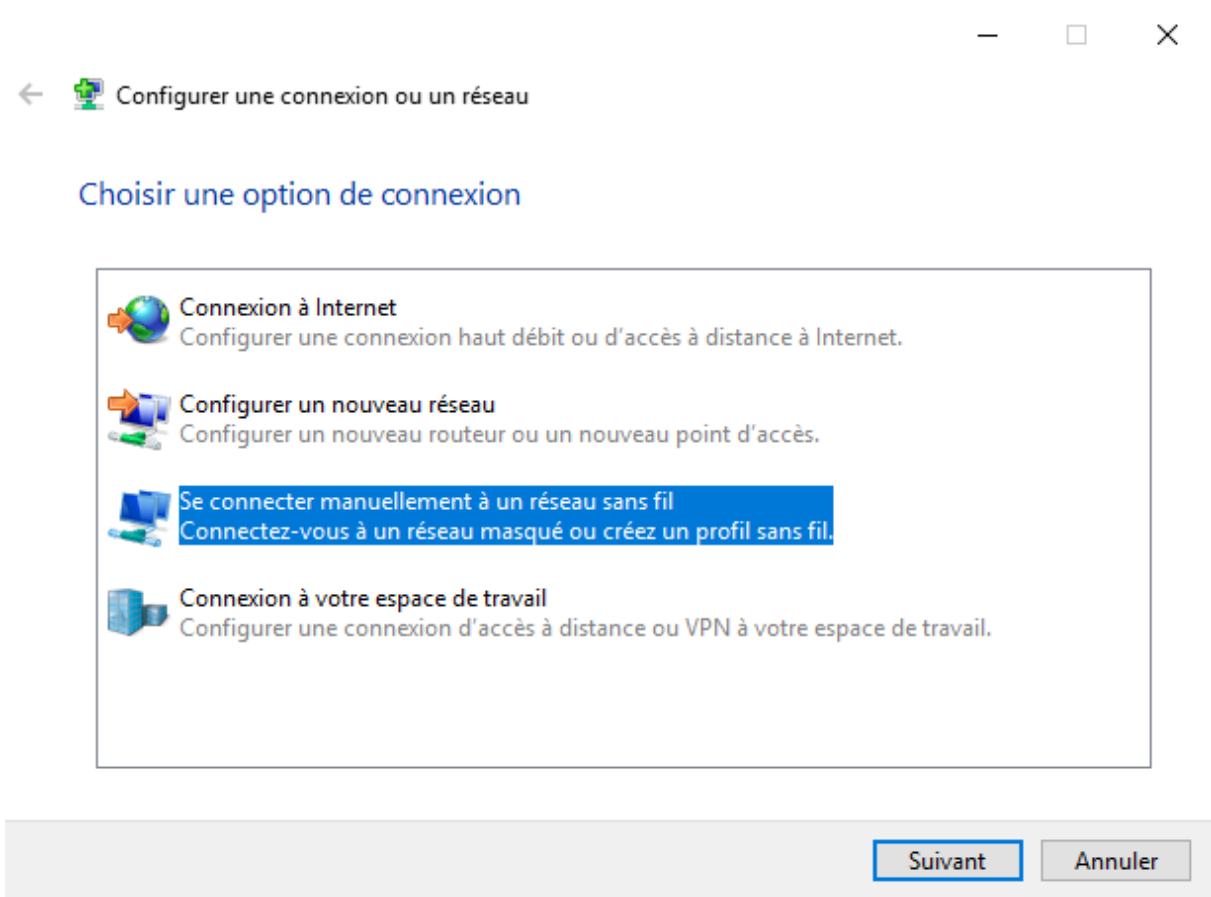 Configurer une connexion ou un réseau
Choisir une option de connexion
Connexion à Internet
Configurer une connexion haut débit ou d'accès à distance à Internet.
Configurer un nouveau réseau
Configurer un nouveau routeur ou un nouveau point d'accès.
Se connecter manuellement à un réseau sans fil
Connectez-vous à un réseau masqué ou créez un profil sans fil.
Connexion à votre espace de travail
Configurer une connexion d'accès à distance ou VPN à votre espace de travail.
Suivant Annuler